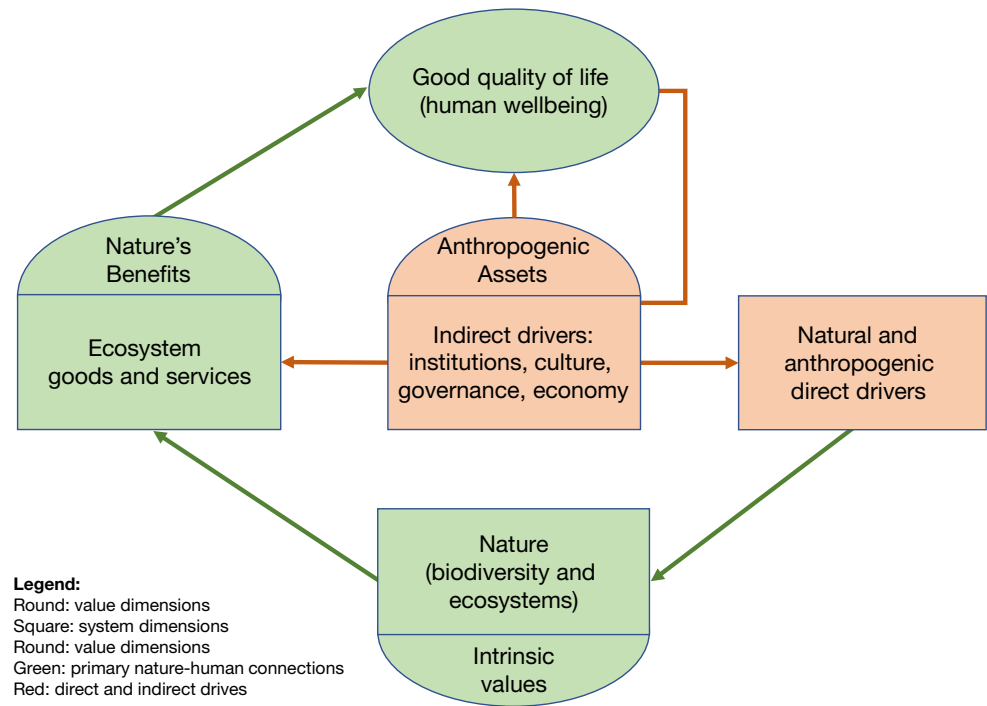 Good quality of life
(human wellbeing)
Nature's
Benefits
Anthropogenic
Assets
Ecosystem
goods and services
Indirect drivers:
institutions, culture,
governance, economy
Natural and
anthropogenic
direct drivers
Nature
(biodiversity and
ecosystems)
Intrinsic
values
Legend:
Round: value dimensions
Square: system dimensions
Round: value dimensions
Green: primary nature-human connections
Red: direct and indirect drives